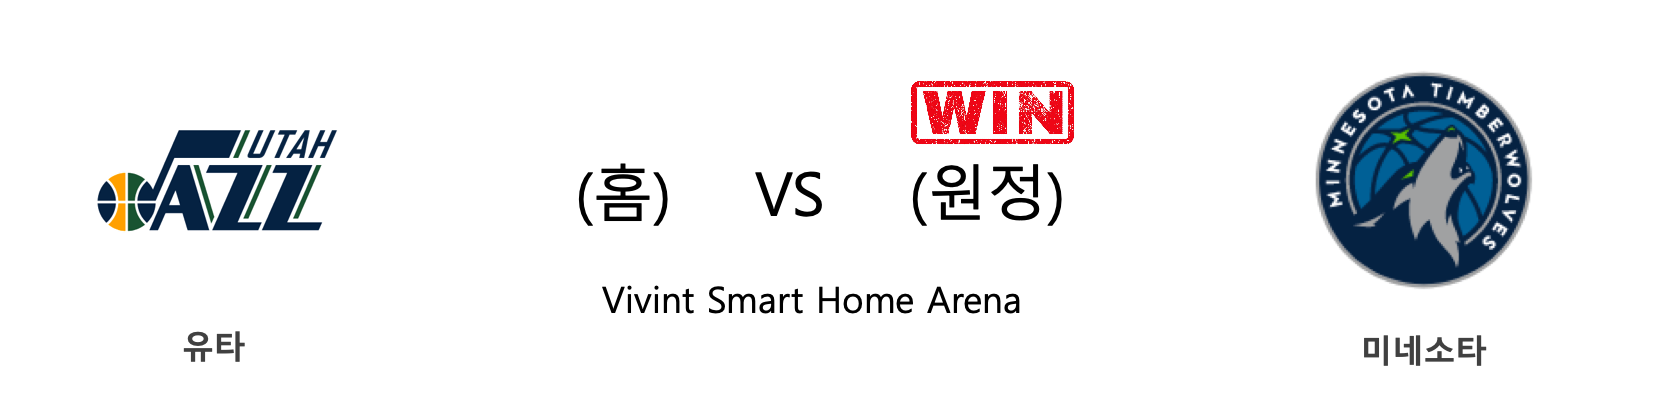 UTAH
JAZZ
유타
(홈) VS (원정)
WIN
Vivint Smart Home Arena
MINNESOTA TIMBERWOLVES
미네소타